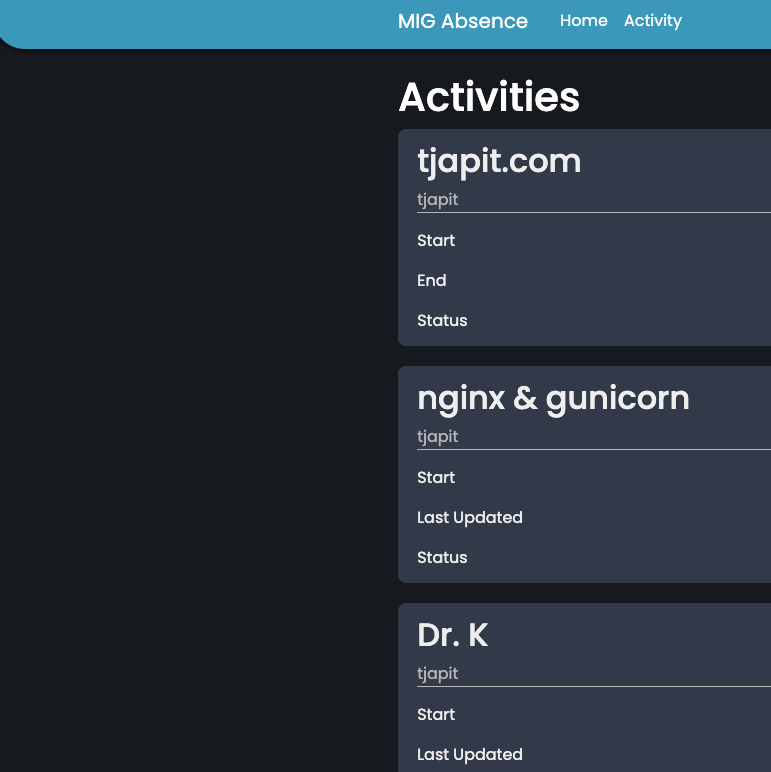 MIG Absence Home Activity
Activities
tjapit.com
tjapit
Start
End
Status
nginx & gunicorn
tjapit
Start
Last Updated
Status
Dr. K
tjapit
Start
Last Updated